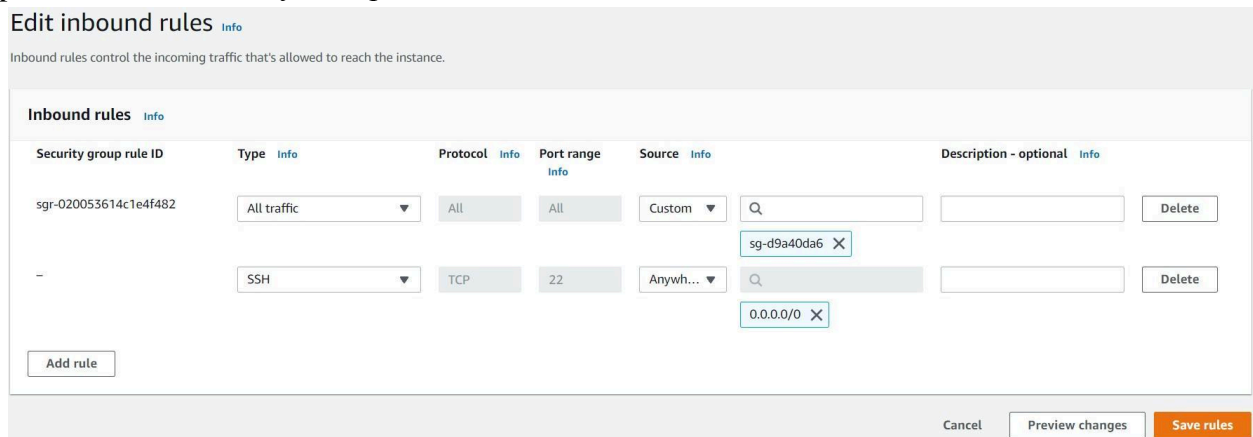 Edit inbound rules Info
Inbound rules control the incoming traffic that's allowed to reach the instance.
Inbound rules Info
Security group rule ID Type Info Protocol Info Port range Info Source Info Description - optional Info
sgr-020053614c1e4f482 All traffic All All Custom Delete
sg-d9a40da6
– SSH TCP 22 Anywh... Delete
0.0.0.0/0
Add rule
Cancel Preview changes Save rules